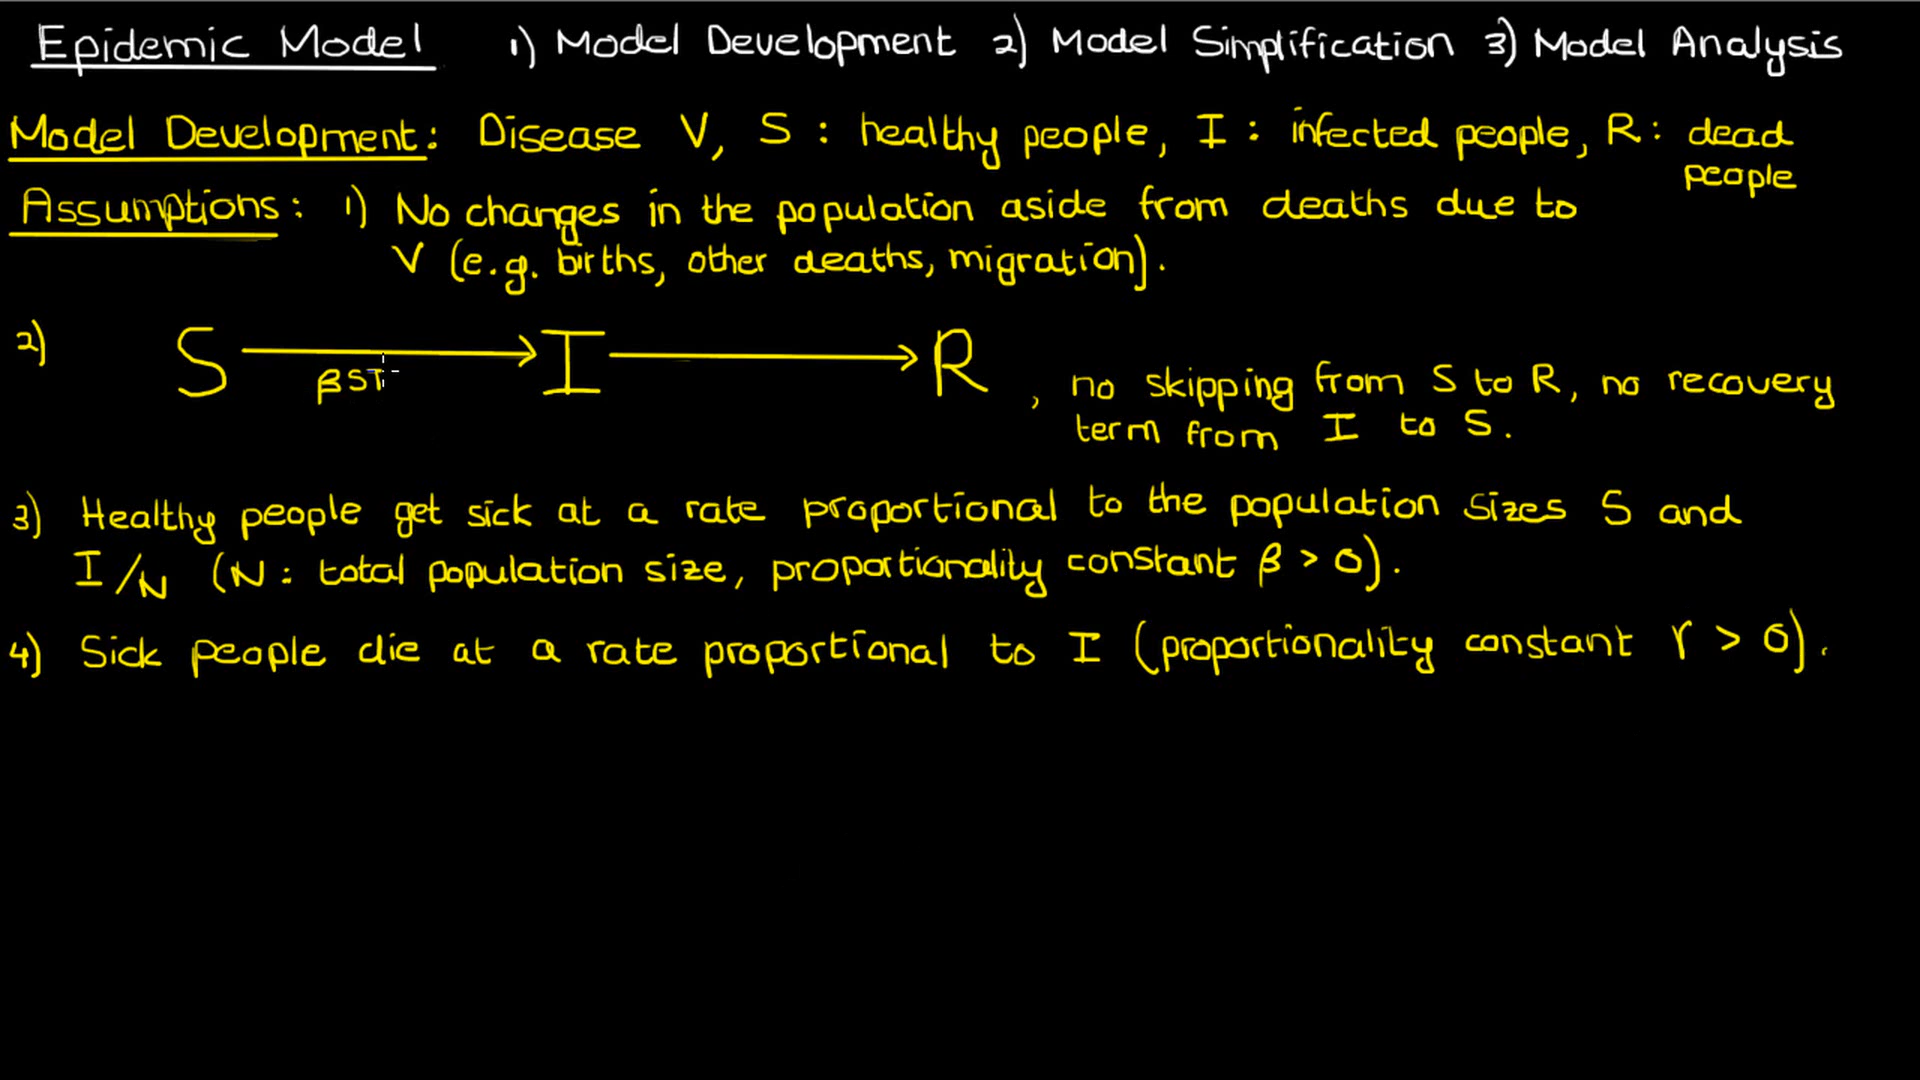 Epidemic Model 1) Model Development 2) Model Simplification 3) Model Analysis
Model Development: Disease V, S : healthy people, I : infected people, R : dead
people
Assumptions: 1) No changes in the population aside from deaths due to
V (e.g. births, other deaths, migration).
2) S → I → R
βSI
, no skipping from S to R, no recovery
term from I to S.
3) Healthy people get sick at a rate proportional to the population sizes S and
I/N (N: total population size, proportionality constant β > 0).
4) Sick people die at a rate proportional to I (proportionality constant γ > 0).